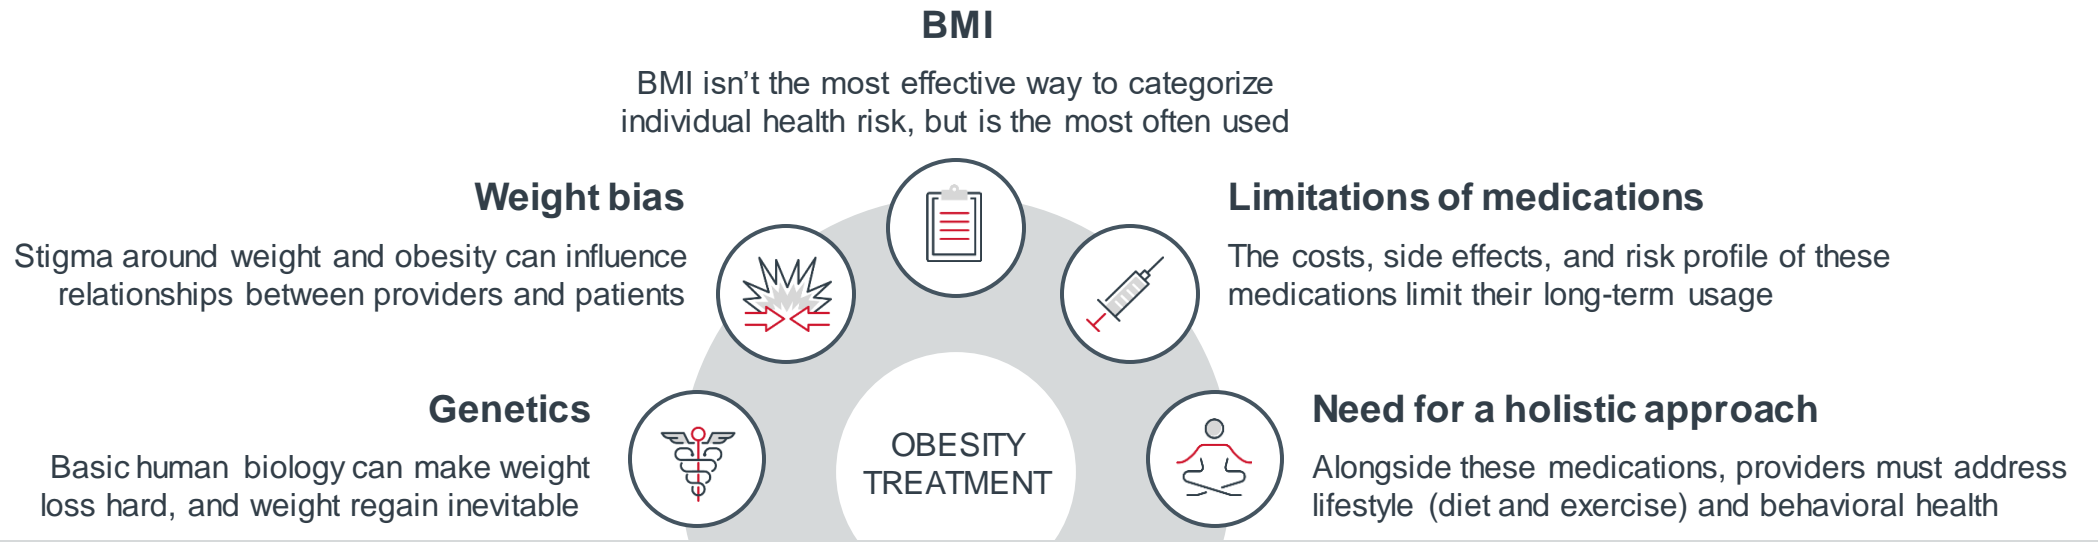 BMI
BMI isn't the most effective way to categorize
individual health risk, but is the most often used
Weight bias
Stigma around weight and obesity can influence
relationships between providers and patients
Limitations of medications
The costs, side effects, and risk profile of these
medications limit their long-term usage
Genetics
Basic human biology can make weight
loss hard, and weight regain inevitable
OBESITY
TREATMENT
Need for a holistic approach
Alongside these medications, providers must address
lifestyle (diet and exercise) and behavioral health